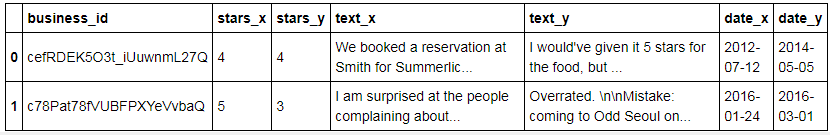 business_id stars_x stars_y text_x text_y date_x date_y
0 cefRDEK5O3t_iUuwnmL27Q 4 4 We booked a reservation at Smith for Summerlic... I would've given it 5 stars for the food, but ... 2012-07-12 2014-05-05
1 c78Pat78fVUBFPXYeVvbaQ 5 3 I am surprised at the people complaining about... Overrated. \n\nMistake: coming to Odd Seoul on... 2016-01-24 2016-03-01